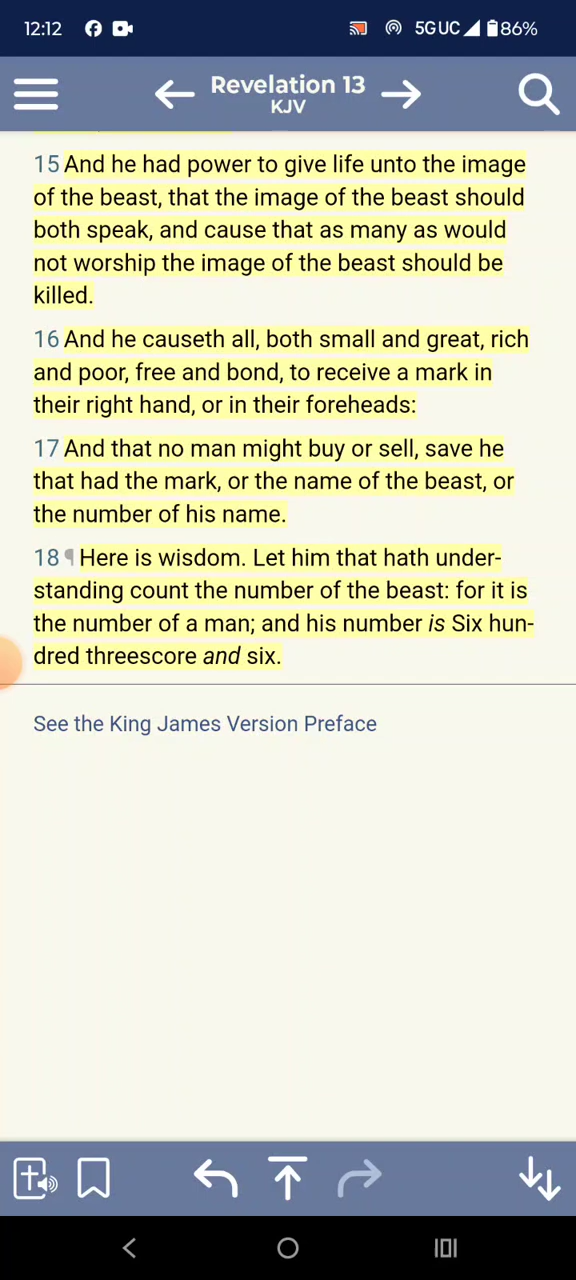 12:12 5G UC 86%
Revelation 13
KJV
15 And he had power to give life unto the image
of the beast, that the image of the beast should
both speak, and cause that as many as would
not worship the image of the beast should be
killed.
16 And he causeth all, both small and great, rich
and poor, free and bond, to receive a mark in
their right hand, or in their foreheads:
17 And that no man might buy or sell, save he
that had the mark, or the name of the beast, or
the number of his name.
18 ¶ Here is wisdom. Let him that hath under-
standing count the number of the beast: for it is
the number of a man; and his number is Six hun-
dred threescore and six.
See the King James Version Preface